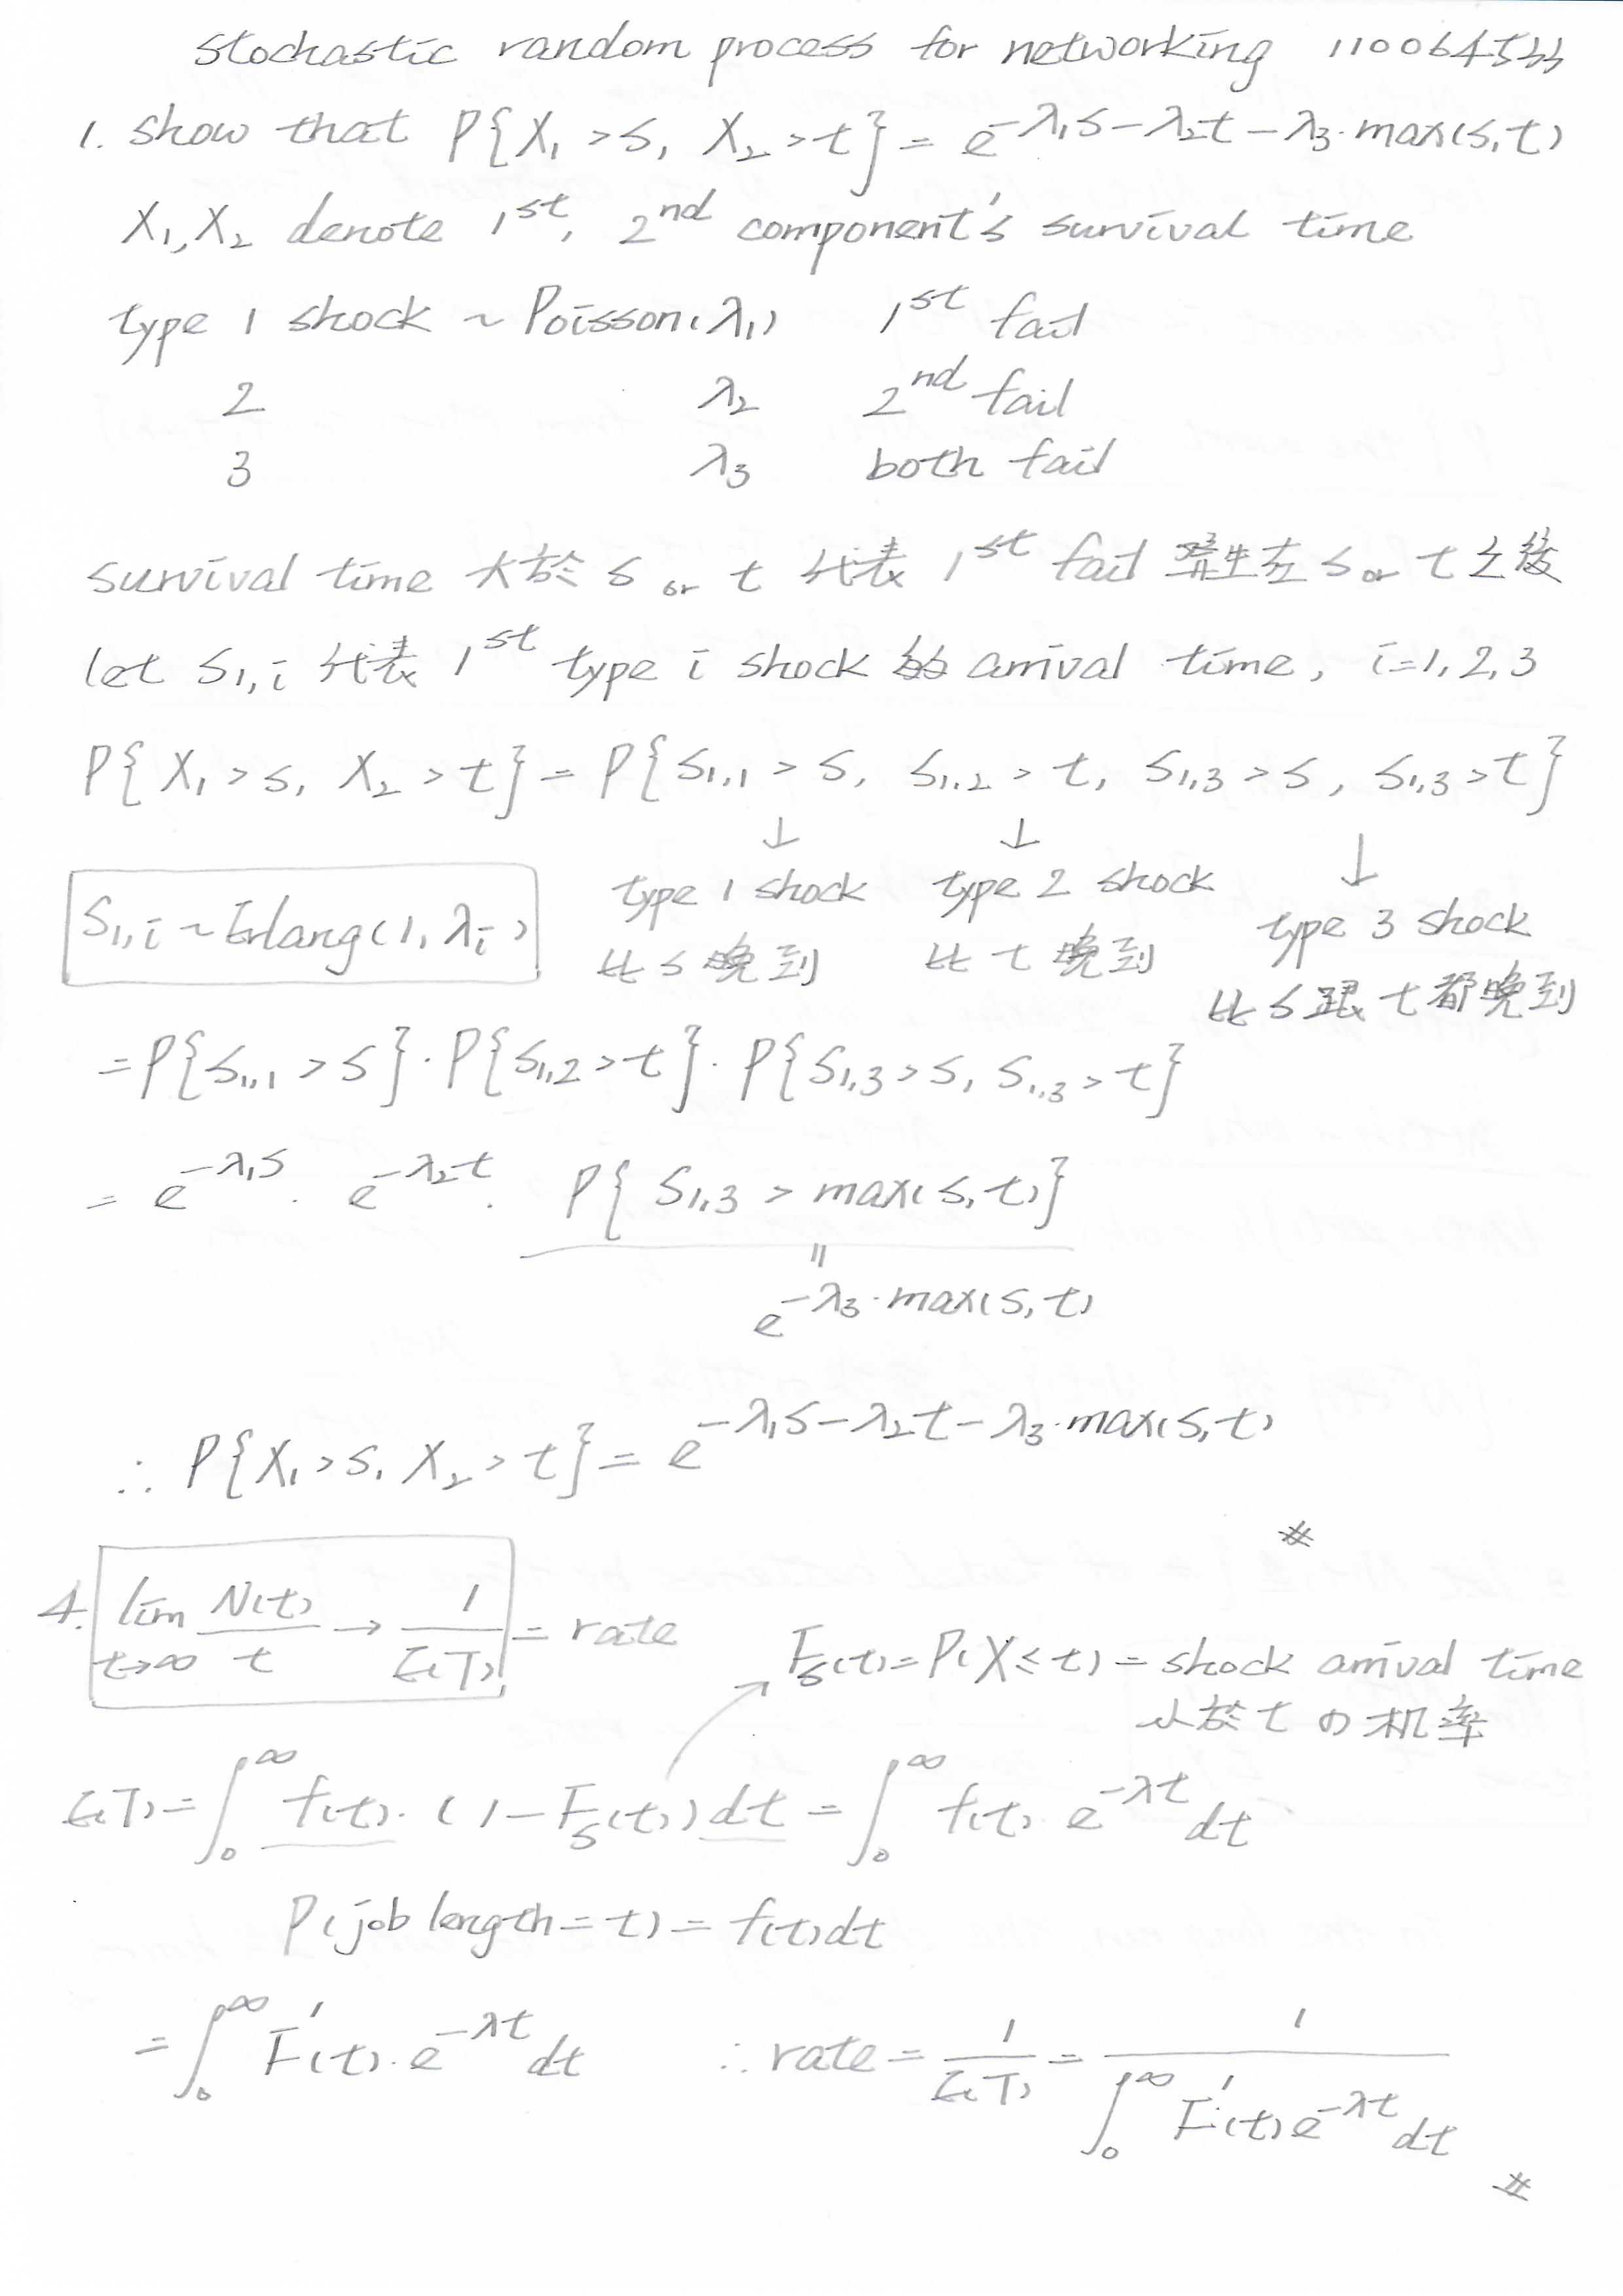 stochastic random process for networking 110064533
1. show that P{X₁>s, X₂>t} = e^{-λ₁s-λ₂t-λ₃·max(s,t)}
X₁,X₂ denote 1st, 2nd component's survival time
type 1 shock ~ Poisson(λ₁) 1st fail
2 λ₂ 2nd fail
3 λ₃ both fail
survival time 大於 s or t 代表 1st fail 發生在 s or t 之後
let S₁,ᵢ 代表 1st type i shock 的 arrival time, i=1,2,3
P{X₁>s, X₂>t} = P{S₁,₁>s, S₁,₂>t, S₁,₃>s, S₁,₃>t}
↓ ↓ ↓
S₁,ᵢ ~ Erlang(1, λᵢ) type 1 shock type 2 shock type 3 shock
比 s 晚到 比 t 晚到 比 s 跟 t 都晚到
= P{S₁,₁>s}·P{S₁,₂>t}·P{S₁,₃>s, S₁,₃>t}
= e^{-λ₁s}·e^{-λ₂t}·P{S₁,₃>max(s,t)}
=
e^{-λ₃·max(s,t)}
∴ P{X₁>s, X₂>t} = e^{-λ₁s-λ₂t-λ₃·max(s,t)}
#
4. lim_{t→∞} N(t)/t → 1/E(T) = rate
F_S(t) = P(X≤t) = shock arrival time
小於 t の 机率
E(T) = ∫₀^∞ f(t)·(1-F_S(t))dt = ∫₀^∞ f(t) e^{-λt} dt
P(job length = t) = f(t)dt
= ∫₀^∞ F'(t)·e^{-λt} dt ∴ rate = 1/E(T) = 1/∫₀^∞ F'(t)e^{-λt}dt
#